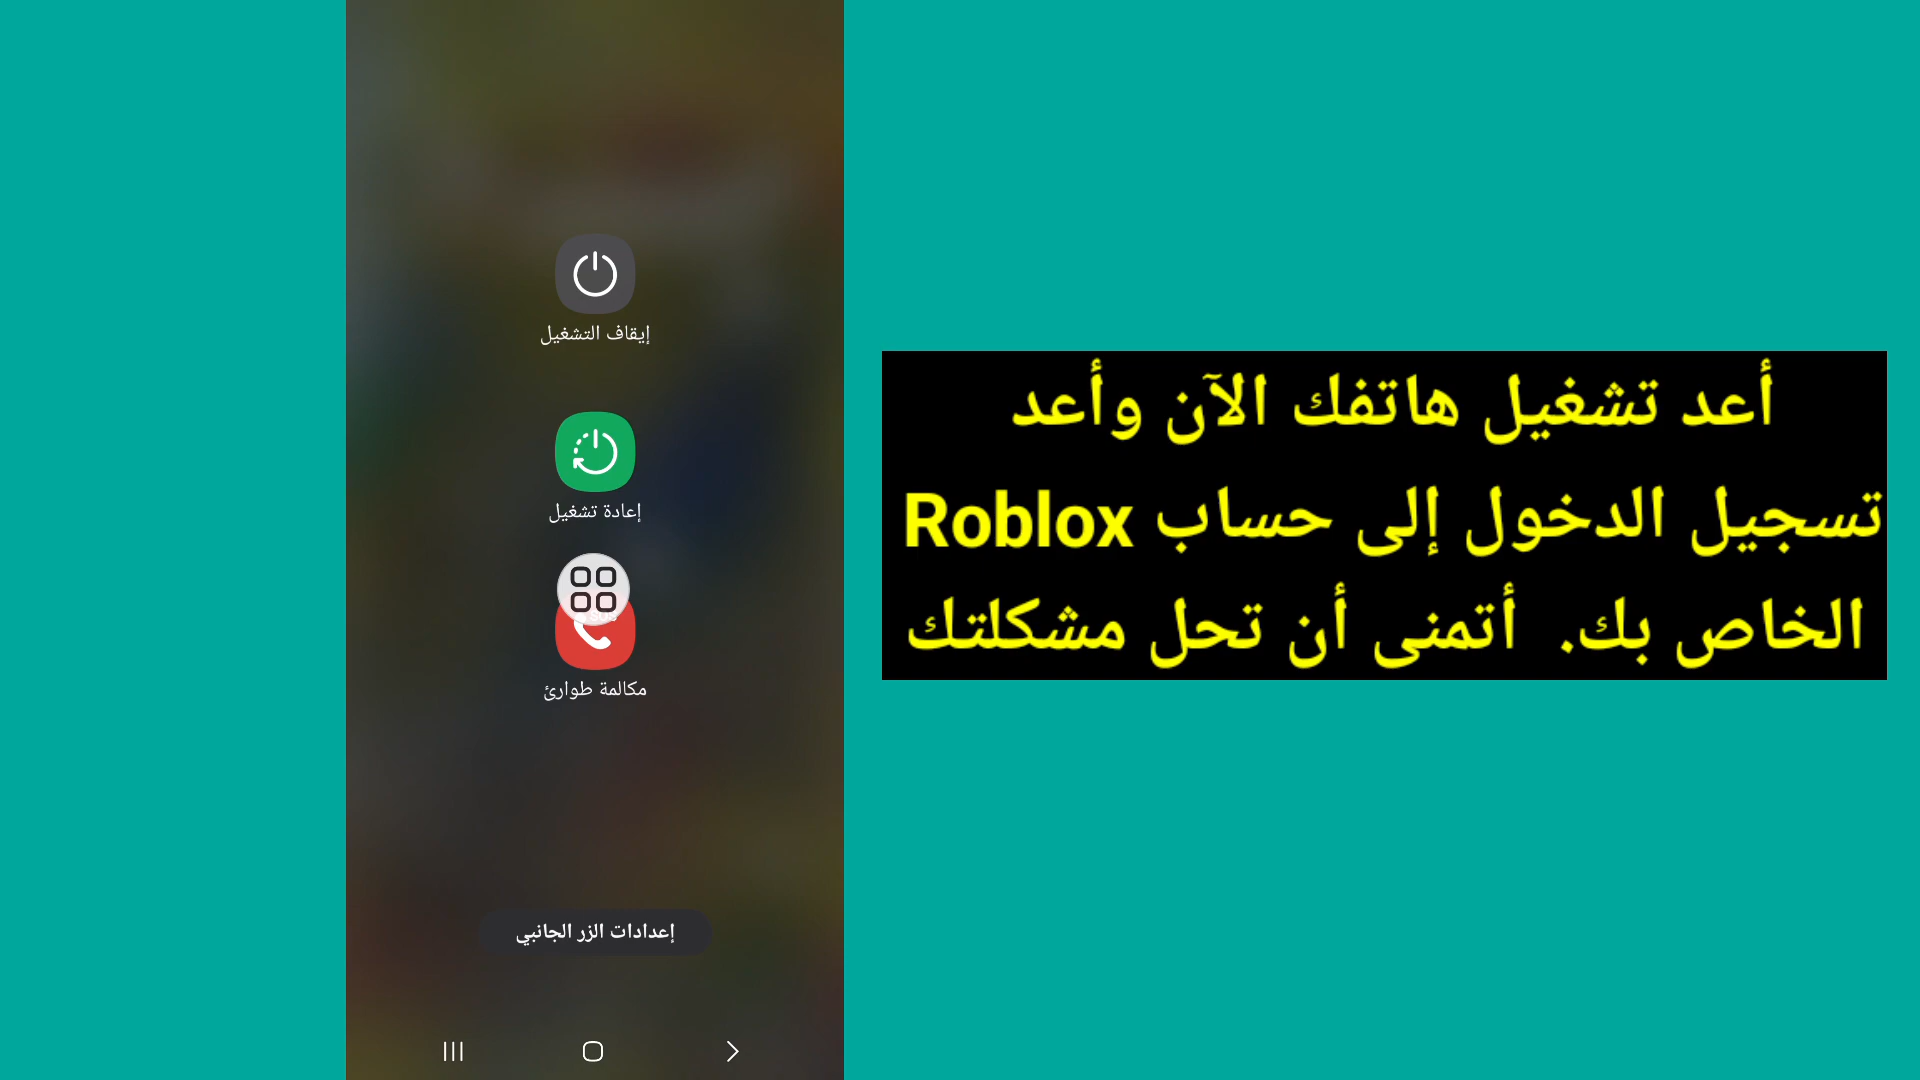 إيقاف التشغيل
إعادة تشغيل
مكالمة طوارئ
إعدادات الزر الجانبي
أعد تشغيل هاتفك الآن وأعد
تسجيل الدخول إلى حساب Roblox
الخاص بك. أتمنى أن تحل مشكلتك